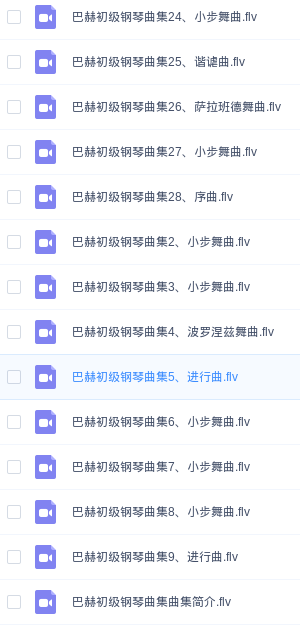 巴赫初级钢琴曲集24、小步舞曲.flv
巴赫初级钢琴曲集25、谐谑曲.flv
巴赫初级钢琴曲集26、萨拉班德舞曲.flv
巴赫初级钢琴曲集27、小步舞曲.flv
巴赫初级钢琴曲集28、序曲.flv
巴赫初级钢琴曲集2、小步舞曲.flv
巴赫初级钢琴曲集3、小步舞曲.flv
巴赫初级钢琴曲集4、波罗涅兹舞曲.flv
巴赫初级钢琴曲集5、进行曲.flv
巴赫初级钢琴曲集6、小步舞曲.flv
巴赫初级钢琴曲集7、小步舞曲.flv
巴赫初级钢琴曲集8、小步舞曲.flv
巴赫初级钢琴曲集9、进行曲.flv
巴赫初级钢琴曲集曲集简介.flv